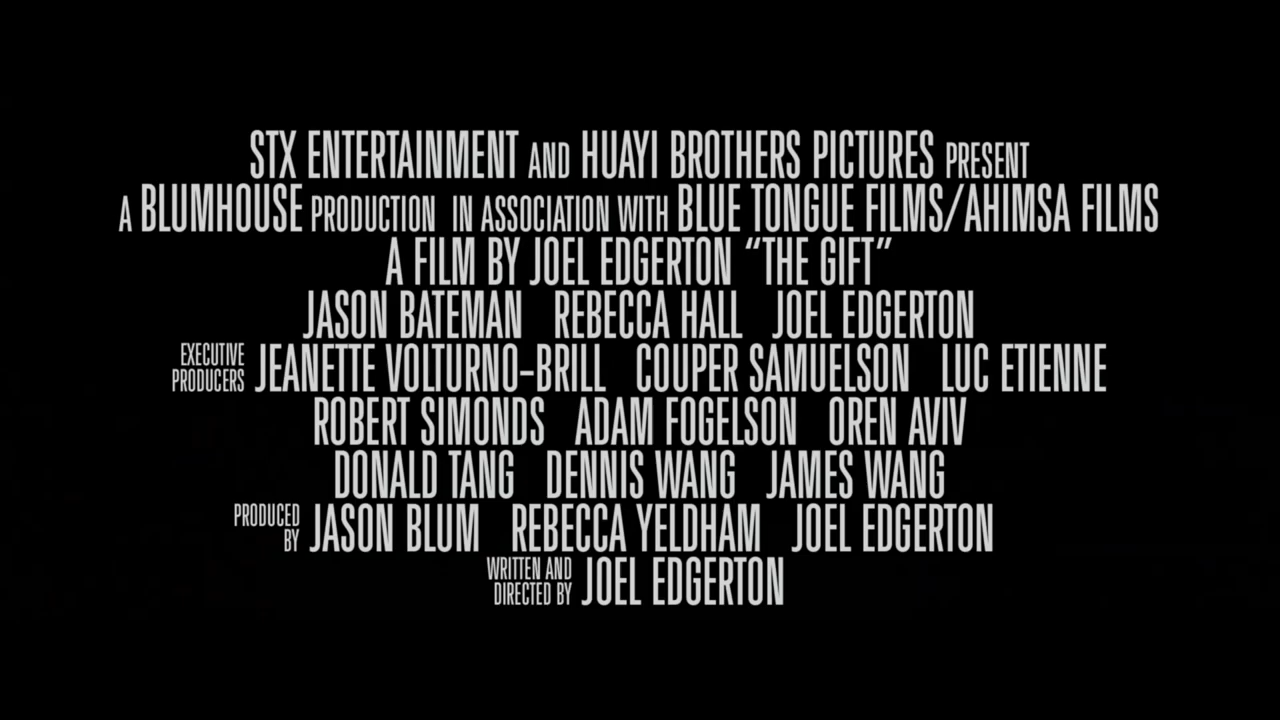 STX ENTERTAINMENT AND HUAYI BROTHERS PICTURES PRESENT
A BLUMHOUSE PRODUCTION IN ASSOCIATION WITH BLUE TONGUE FILMS/AHIMSA FILMS
A FILM BY JOEL EDGERTON “THE GIFT”
JASON BATEMAN REBECCA HALL JOEL EDGERTON
EXECUTIVE PRODUCERS JEANETTE VOLTURNO-BRILL COUPER SAMUELSON LUC ETIENNE
ROBERT SIMONDS ADAM FOGELSON OREN AVIV
DONALD TANG DENNIS WANG JAMES WANG
PRODUCED BY JASON BLUM REBECCA YELDHAM JOEL EDGERTON
WRITTEN AND DIRECTED BY JOEL EDGERTON